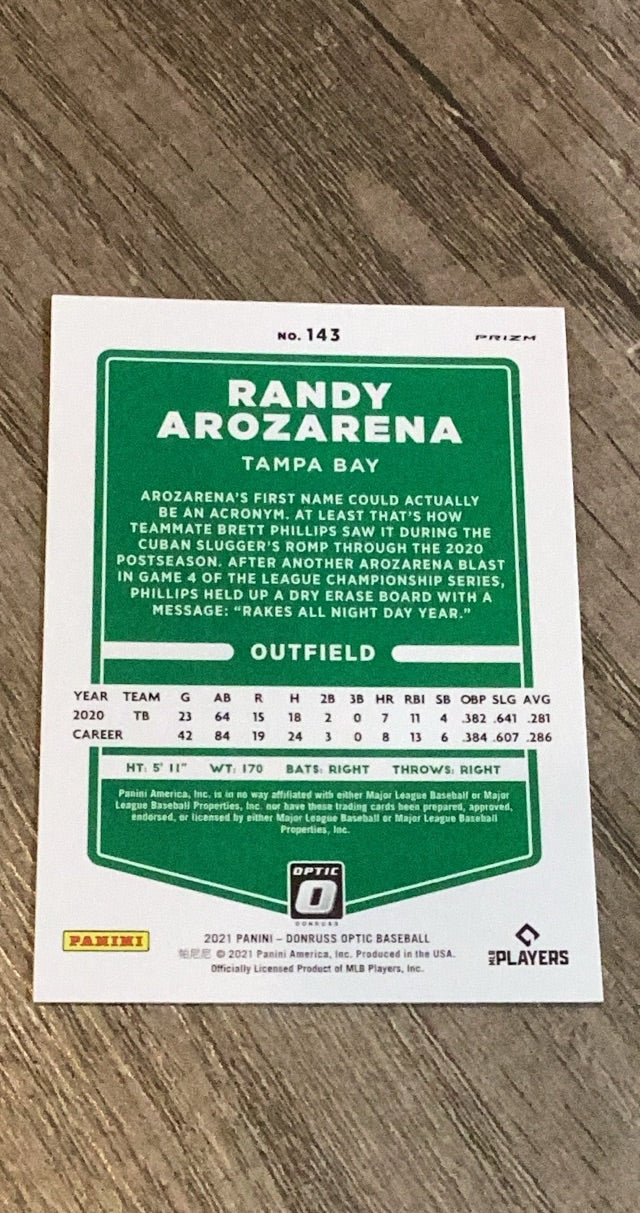 NO. 143
PRIZM
RANDY
AROZARENA
TAMPA BAY
AROZARENA'S FIRST NAME COULD ACTUALLY
BE AN ACRONYM. AT LEAST THAT'S HOW
TEAMMATE BRETT PHILLIPS SAW IT DURING THE
CUBAN SLUGGER'S ROMP THROUGH THE 2020
POSTSEASON. AFTER ANOTHER AROZARENA BLAST
IN GAME 4 OF THE LEAGUE CHAMPIONSHIP SERIES,
PHILLIPS HELD UP A DRY ERASE BOARD WITH A
MESSAGE: “RAKES ALL NIGHT DAY YEAR.”
OUTFIELD
YEAR TEAM G AB R H 2B 3B HR RBI SB OBP SLG AVG
2020 TB 23 64 15 18 2 0 7 11 4 .382 .641 .281
CAREER 42 84 19 24 3 0 8 13 6 .384 .607 .286
HT: 5' 11" WT: 170 BATS: RIGHT THROWS: RIGHT
Panini America, Inc. is in no way affiliated with either Major League Baseball or Major
League Baseball Properties, Inc. nor have these trading cards been prepared, approved,
endorsed, or licensed by either Major League Baseball or Major League Baseball
Properties, Inc.
OPTIC
O
DONRUSS
PANINI
2021 PANINI – DONRUSS OPTIC BASEBALL
帕尼尼 © 2021 Panini America, Inc. Produced in the USA.
Officially Licensed Product of MLB Players, Inc.
MLB PLAYERS